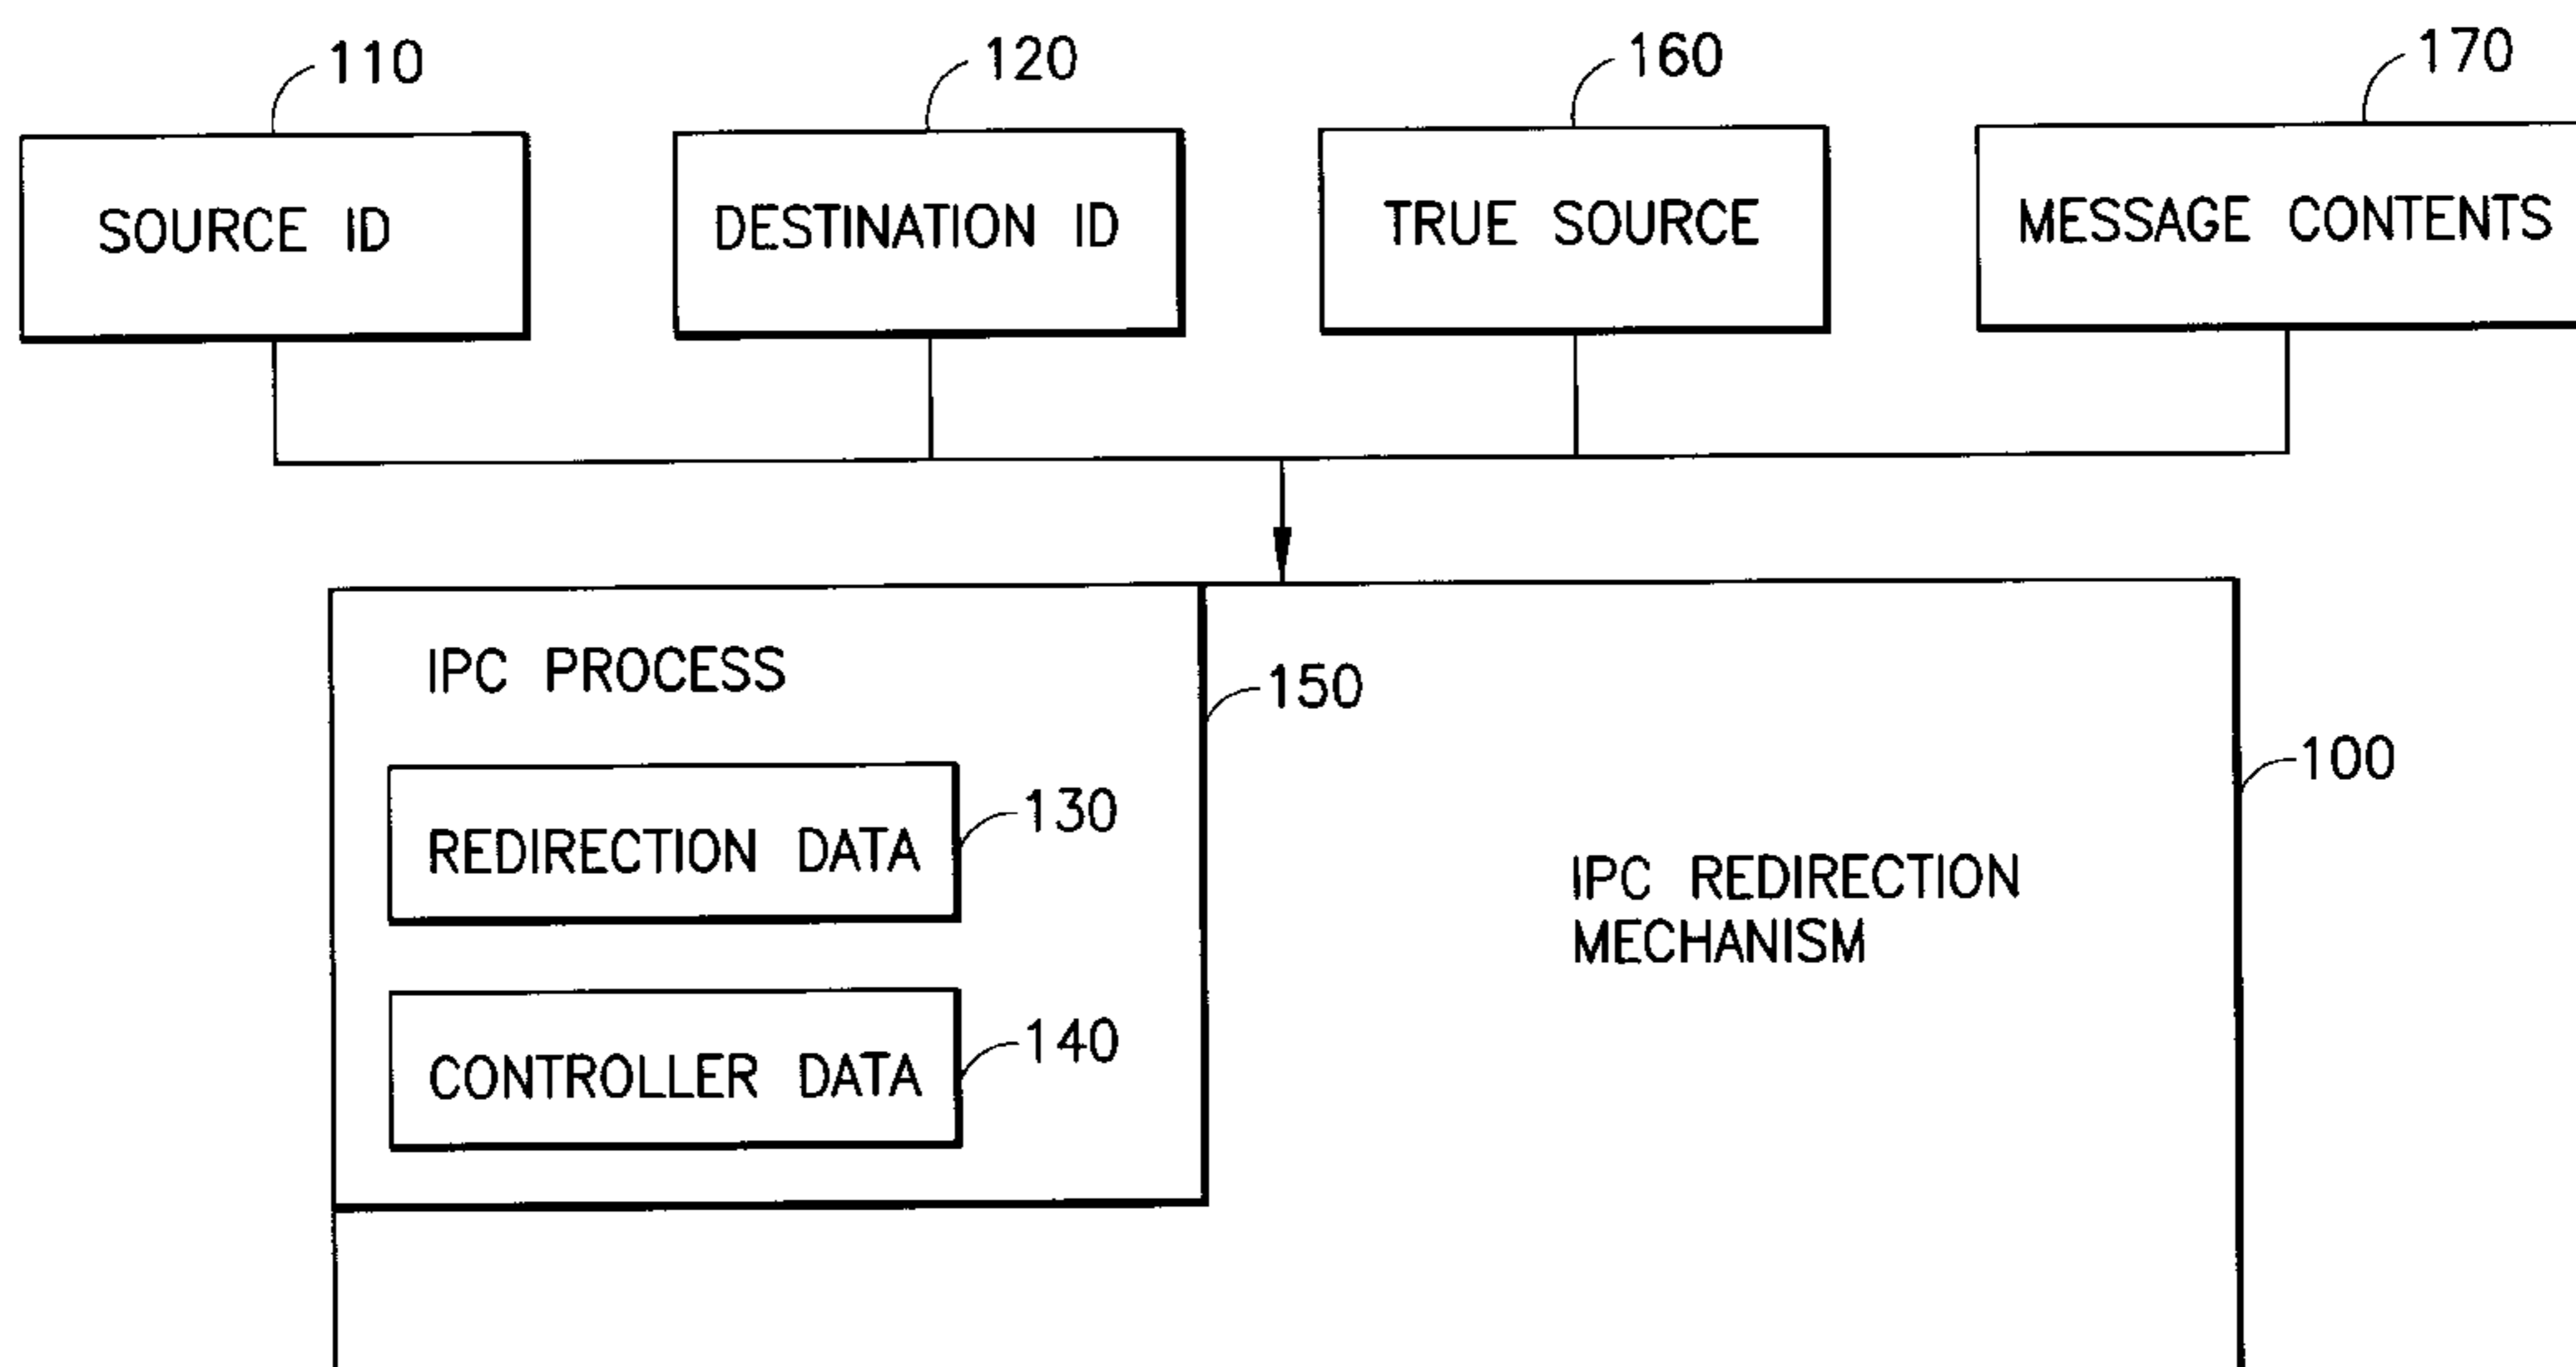 110
120
160
170
SOURCE ID
DESTINATION ID
TRUE SOURCE
MESSAGE CONTENTS
IPC PROCESS
150
100
REDIRECTION DATA
130
IPC REDIRECTION
MECHANISM
CONTROLLER DATA
140